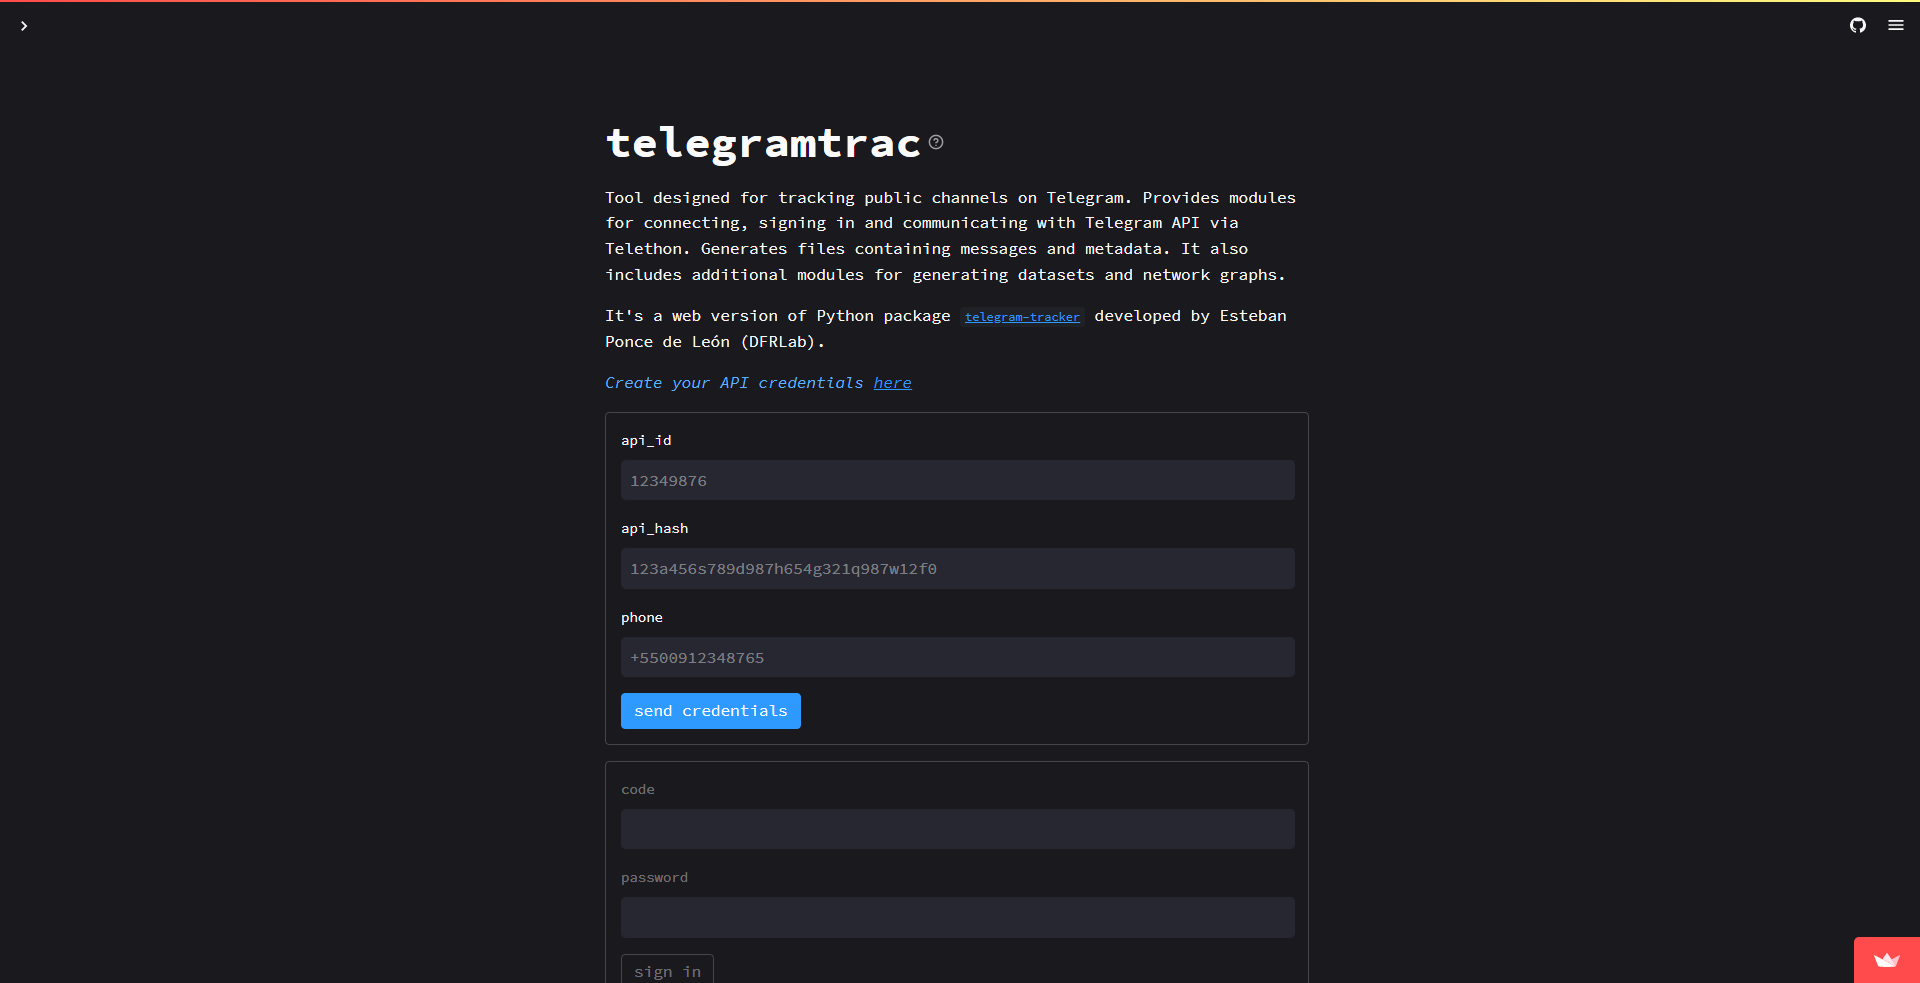 telegramtrac
Tool designed for tracking public channels on Telegram. Provides modules
for connecting, signing in and communicating with Telegram API via
Telethon. Generates files containing messages and metadata. It also
includes additional modules for generating datasets and network graphs.
It's a web version of Python package telegram-tracker developed by Esteban
Ponce de León (DFRLab).
Create your API credentials here
api_id
12349876
api_hash
123a456s789d987h654g321q987w12f0
phone
+5500912348765
send credentials
code
password
sign in